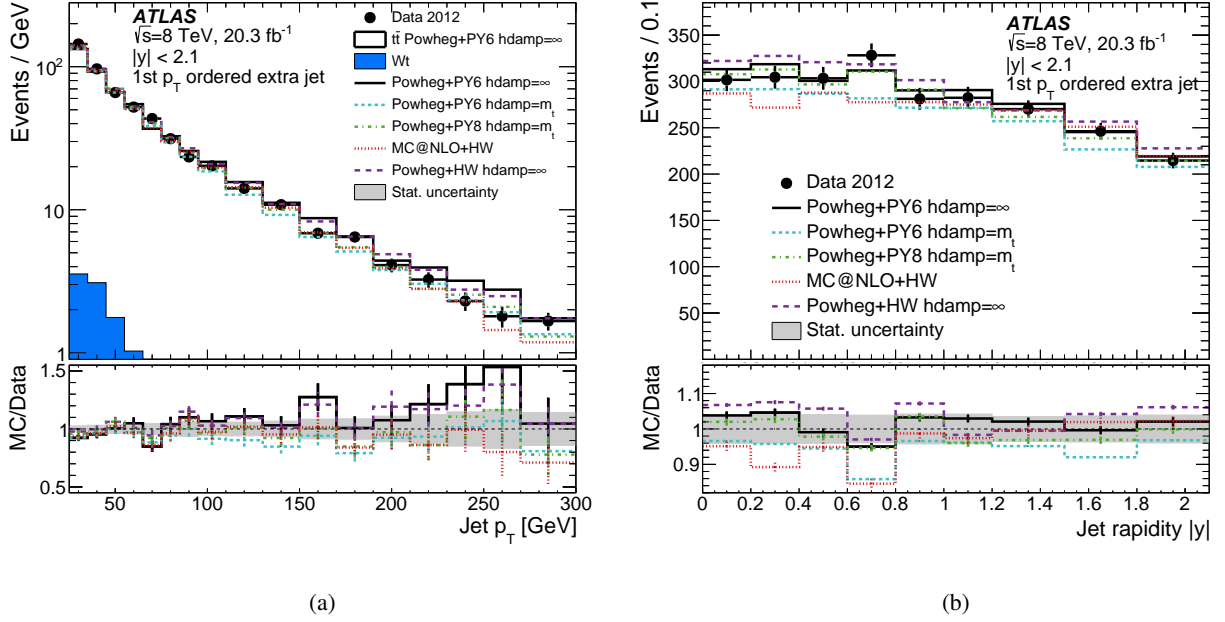 Events / GeV
10²
10
1
ATLAS
√s=8 TeV, 20.3 fb⁻¹
|y| < 2.1
1st p_T ordered extra jet
Data 2012
tt̄ Powheg+PY6 hdamp=∞
Wt
Powheg+PY6 hdamp=∞
Powheg+PY6 hdamp=m_t
Powheg+PY8 hdamp=m_t
MC@NLO+HW
Powheg+HW hdamp=∞
Stat. uncertainty
MC/Data
1.5
1
0.5
50 100 150 200 250 300
Jet p_T [GeV]
(a)
Events / 0.1
400
350
300
250
200
150
100
50
0
ATLAS
√s=8 TeV, 20.3 fb⁻¹
|y| < 2.1
1st p_T ordered extra jet
Data 2012
Powheg+PY6 hdamp=∞
Powheg+PY6 hdamp=m_t
Powheg+PY8 hdamp=m_t
MC@NLO+HW
Powheg+HW hdamp=∞
Stat. uncertainty
MC/Data
1.1
1
0.9
0 0.2 0.4 0.6 0.8 1 1.2 1.4 1.6 1.8 2
Jet rapidity |y|
(b)